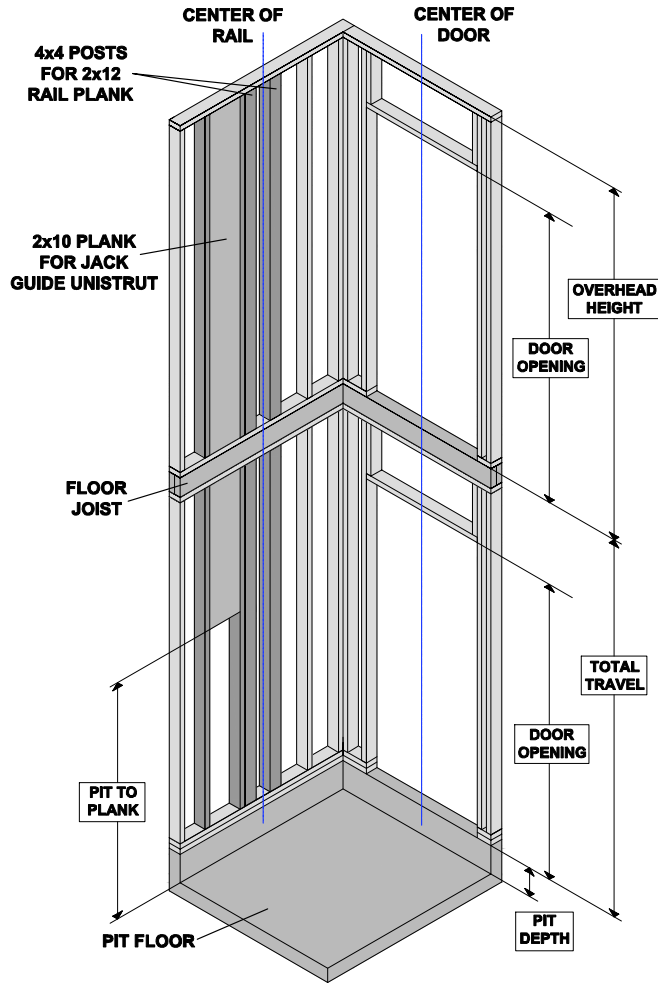 CENTER OF
RAIL
CENTER OF
DOOR
4x4 POSTS
FOR 2x12
RAIL PLANK
2x10 PLANK
FOR JACK
GUIDE UNISTRUT
OVERHEAD
HEIGHT
DOOR
OPENING
FLOOR
JOIST
TOTAL
TRAVEL
DOOR
OPENING
PIT TO
PLANK
PIT FLOOR
PIT
DEPTH